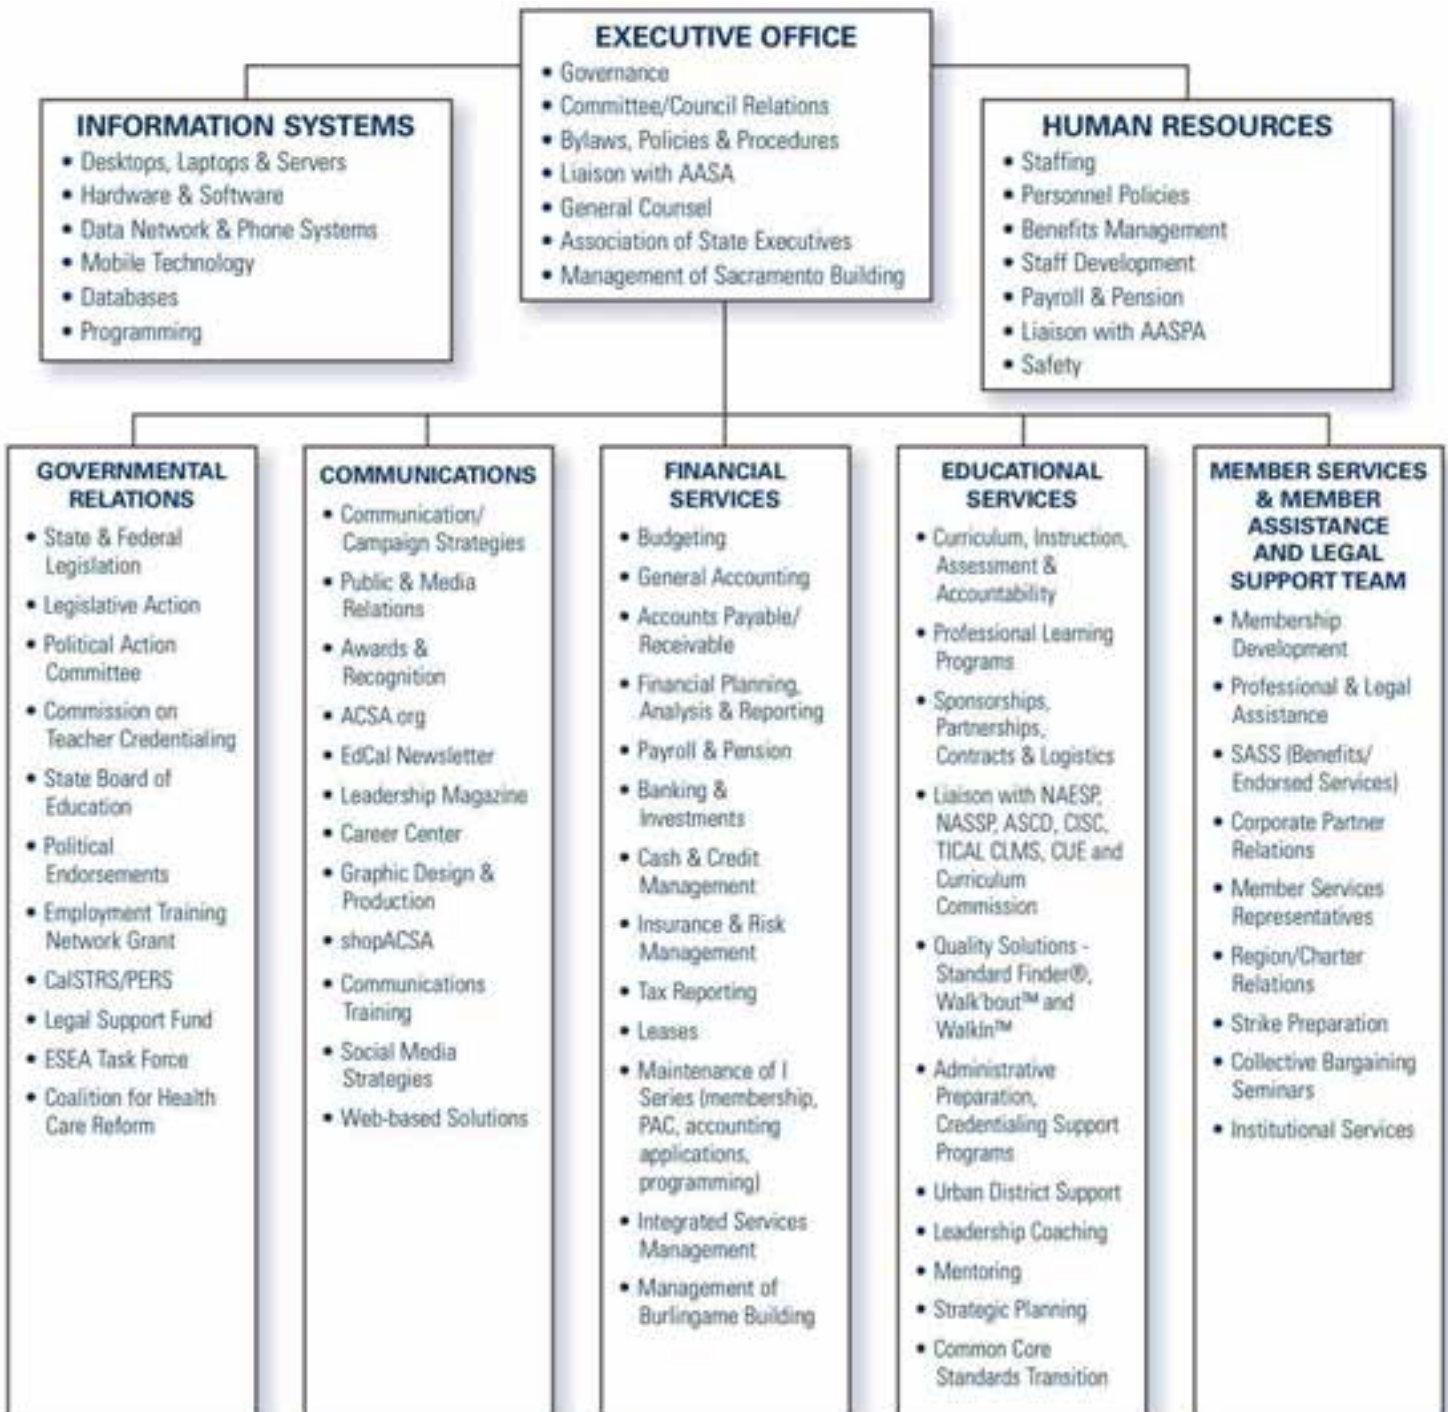 EXECUTIVE OFFICE
• Governance
• Committee/Council Relations
• Bylaws, Policies & Procedures
• Liaison with AASA
• General Counsel
• Association of State Executives
• Management of Sacramento Building
INFORMATION SYSTEMS
• Desktops, Laptops & Servers
• Hardware & Software
• Data Network & Phone Systems
• Mobile Technology
• Databases
• Programming
HUMAN RESOURCES
• Staffing
• Personnel Policies
• Benefits Management
• Staff Development
• Payroll & Pension
• Liaison with AASPA
• Safety
GOVERNMENTAL
RELATIONS
• State & Federal
Legislation
• Legislative Action
• Political Action
Committee
• Commission on
Teacher Credentialing
• State Board of
Education
• Political
Endorsements
• Employment Training
Network Grant
• CalSTRS/PERS
• Legal Support Fund
• ESEA Task Force
• Coalition for Health
Care Reform
COMMUNICATIONS
• Communication/
Campaign Strategies
• Public & Media
Relations
• Awards &
Recognition
• ACSA.org
• EdCal Newsletter
• Leadership Magazine
• Career Center
• Graphic Design &
Production
• shopACSA
• Communications
Training
• Social Media
Strategies
• Web-based Solutions
FINANCIAL
SERVICES
• Budgeting
• General Accounting
• Accounts Payable/
Receivable
• Financial Planning,
Analysis & Reporting
• Payroll & Pension
• Banking &
Investments
• Cash & Credit
Management
• Insurance & Risk
Management
• Tax Reporting
• Leases
• Maintenance of I
Series (membership,
PAC, accounting
applications,
programming)
• Integrated Services
Management
• Management of
Burlingame Building
EDUCATIONAL
SERVICES
• Curriculum, Instruction,
Assessment &
Accountability
• Professional Learning
Programs
• Sponsorships,
Partnerships,
Contracts & Logistics
• Liaison with NAESP,
NASSP, ASCD, CISC,
TICAL CLMS, CUE and
Curriculum
Commission
• Quality Solutions -
Standard Finder®,
Walk'bout™ and
WalkIn™
• Administrative
Preparation,
Credentialing Support
Programs
• Urban District Support
• Leadership Coaching
• Mentoring
• Strategic Planning
• Common Core
Standards Transition
MEMBER SERVICES
& MEMBER
ASSISTANCE
AND LEGAL
SUPPORT TEAM
• Membership
Development
• Professional & Legal
Assistance
• SASS (Benefits/
Endorsed Services)
• Corporate Partner
Relations
• Member Services
Representatives
• Region/Charter
Relations
• Strike Preparation
• Collective Bargaining
Seminars
• Institutional Services